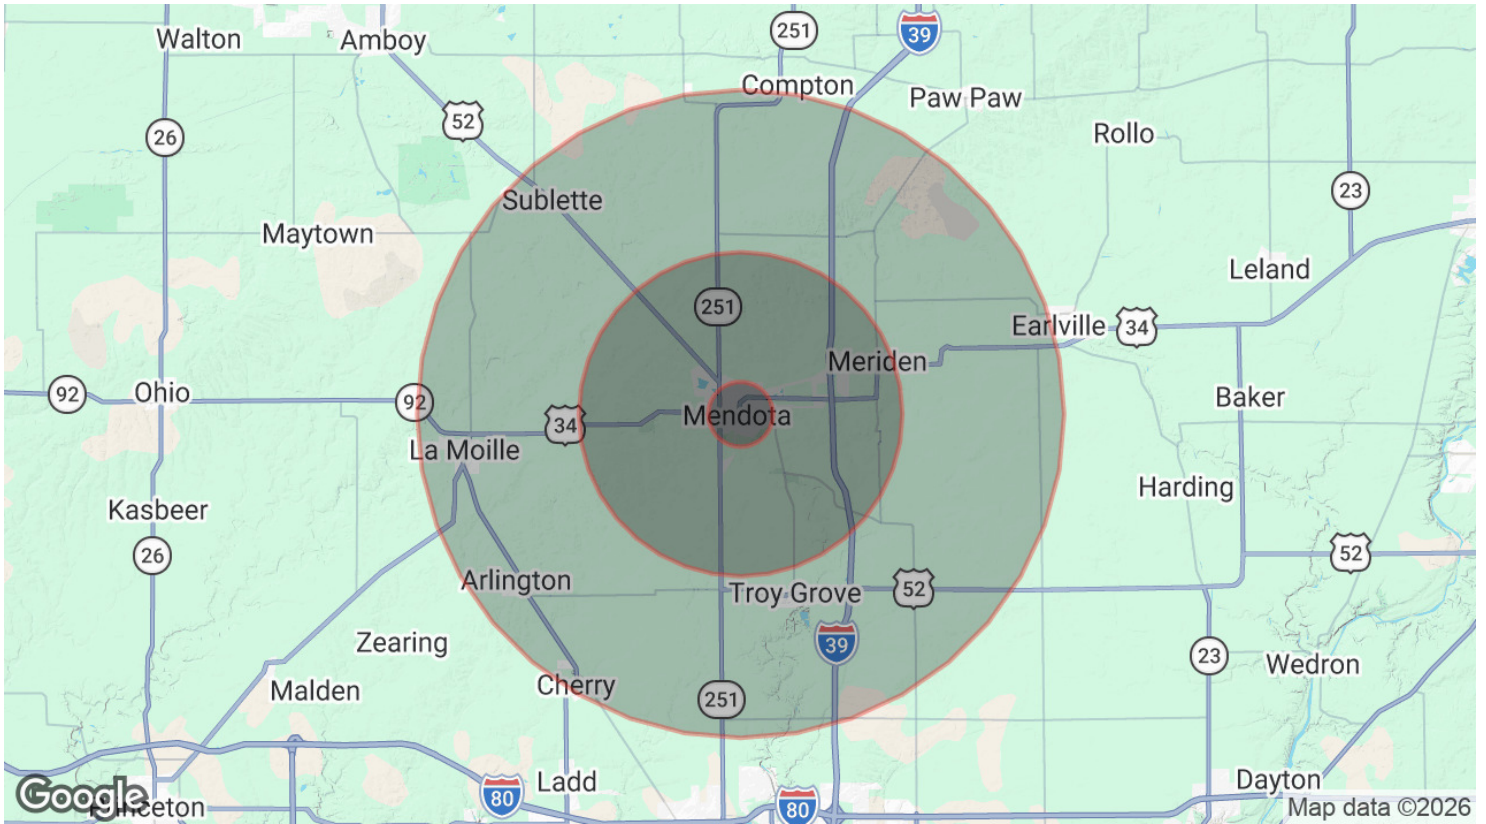 251
39
Walton
Amboy
Compton
Paw Paw
52
26
Rollo
23
Sublette
Maytown
Leland
251
Earlville
34
Meriden
92
Ohio
92
Baker
Mendota
34
La Moille
Harding
Kasbeer
26
52
Arlington
52
Troy Grove
Zearing
39
23
Wedron
Malden
Cherry
251
Ladd
Dayton
80
80
Google
Princeton
Map data ©2026